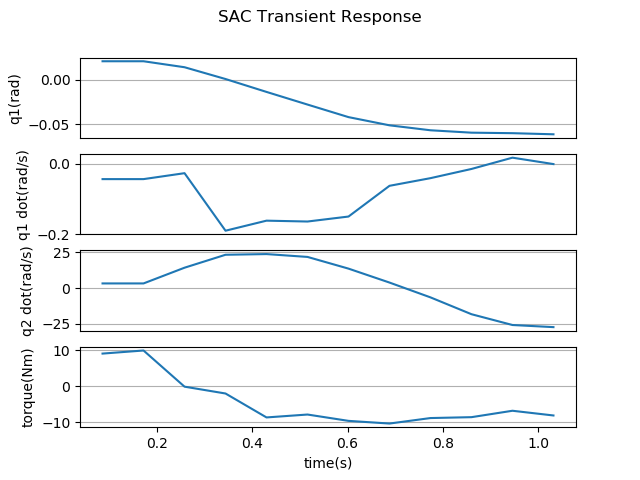 SAC Transient Response
q1(rad)
0.00
−0.05
q1 dot(rad/s)
0.0
−0.2
q2 dot(rad/s)
25
0
−25
torque(Nm)
10
0
−10
0.2 0.4 0.6 0.8 1.0
time(s)